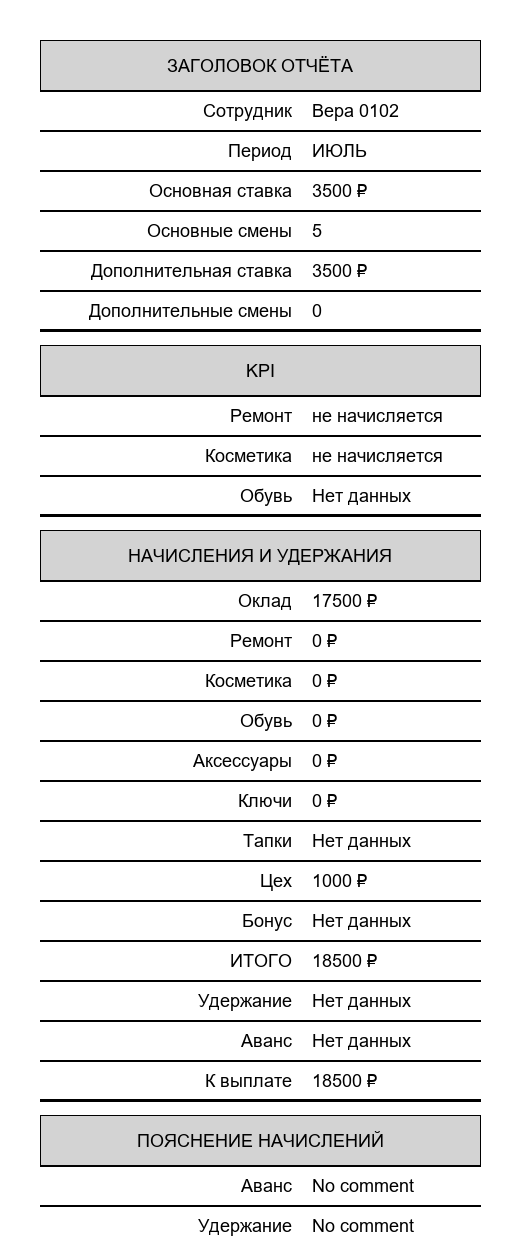 ЗАГОЛОВОК ОТЧЁТА
Сотрудник Вера 0102
Период ИЮЛЬ
Основная ставка 3500 ₽
Основные смены 5
Дополнительная ставка 3500 ₽
Дополнительные смены 0
KPI
Ремонт не начисляется
Косметика не начисляется
Обувь Нет данных
НАЧИСЛЕНИЯ И УДЕРЖАНИЯ
Оклад 17500 ₽
Ремонт 0 ₽
Косметика 0 ₽
Обувь 0 ₽
Аксессуары 0 ₽
Ключи 0 ₽
Тапки Нет данных
Цех 1000 ₽
Бонус Нет данных
ИТОГО 18500 ₽
Удержание Нет данных
Аванс Нет данных
К выплате 18500 ₽
ПОЯСНЕНИЕ НАЧИСЛЕНИЙ
Аванс No comment
Удержание No comment